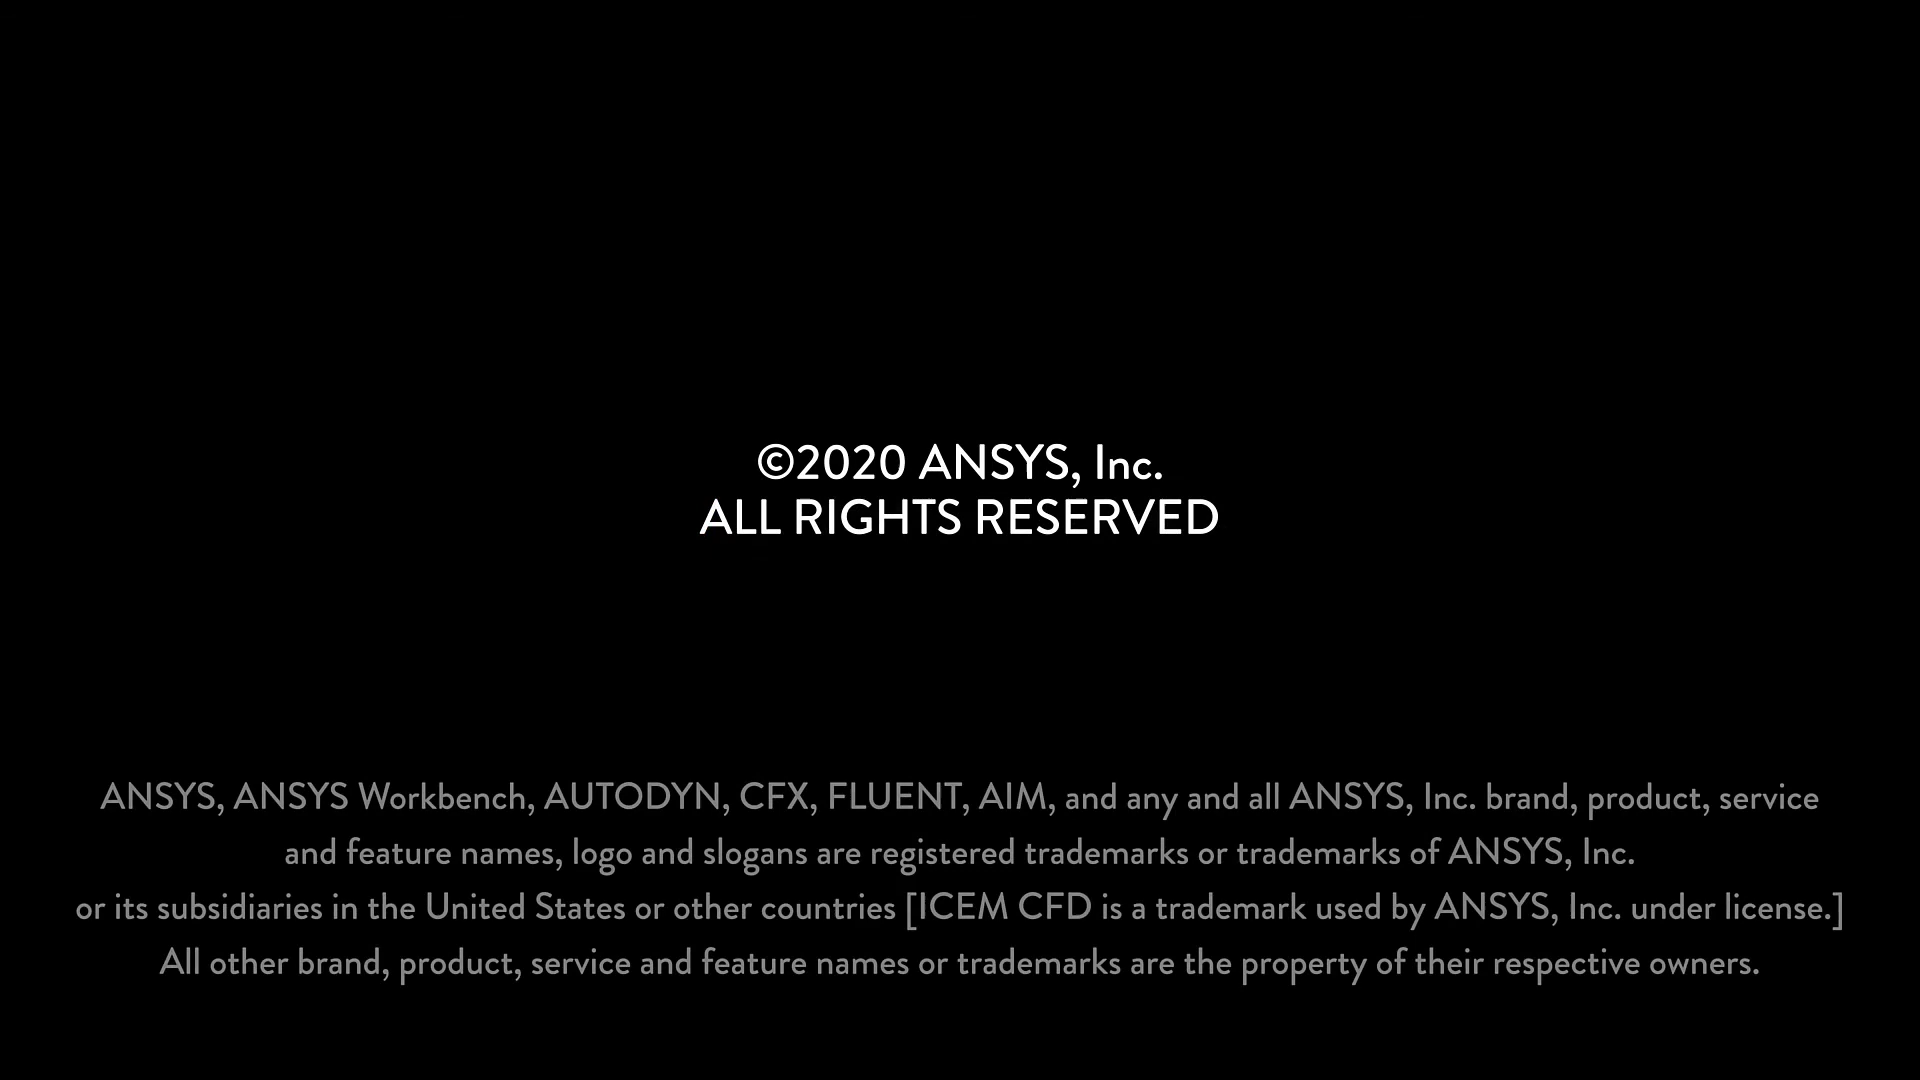 ©2020 ANSYS, Inc.
ALL RIGHTS RESERVED
ANSYS, ANSYS Workbench, AUTODYN, CFX, FLUENT, AIM, and any and all ANSYS, Inc. brand, product, service
and feature names, logo and slogans are registered trademarks or trademarks of ANSYS, Inc.
or its subsidiaries in the United States or other countries [ICEM CFD is a trademark used by ANSYS, Inc. under license.]
All other brand, product, service and feature names or trademarks are the property of their respective owners.